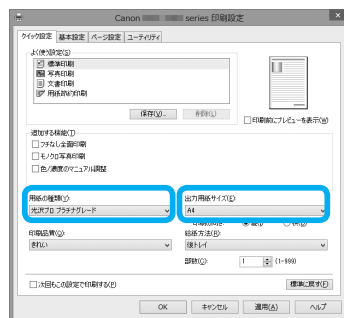 Canon series 印刷設定
クイック設定 基本設定 ページ設定 ユーティリティ
よく使う設定(S)
標準印刷
写真印刷
文書印刷
用紙節約印刷
保存(V)...
削除(L)
印刷前にプレビューを表示(W)
追加する機能(T)
フチなし全面印刷
モノクロ写真印刷
色/濃度のマニュアル調整
用紙の種類(Y):
光沢プロ プラチナグレード
出力用紙サイズ(E):
A4
印刷品質(Q):
きれい
給紙方法(R):
後トレイ
部数(C):
1 (1-999)
次回もこの設定で印刷する(P)
標準に戻す(F)
OK キャンセル 適用(A) ヘルプ